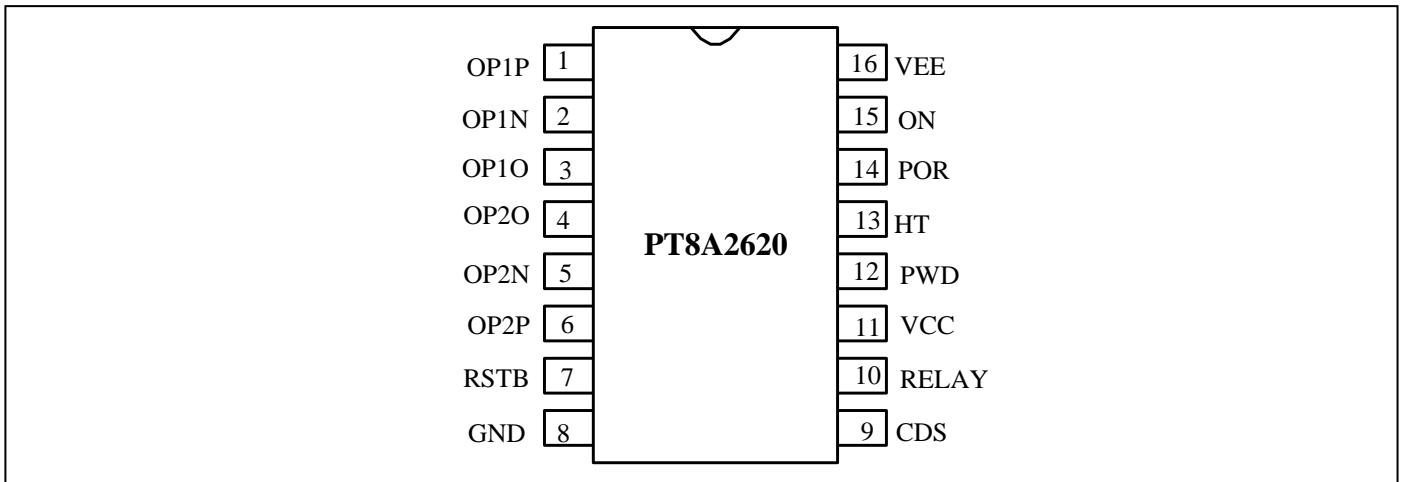 OP1P 1 16 VEE
OP1N 2 15 ON
OP1O 3 14 POR
OP2O 4 13 HT
PT8A2620
OP2N 5 12 PWD
OP2P 6 11 VCC
RSTB 7 10 RELAY
GND 8 9 CDS